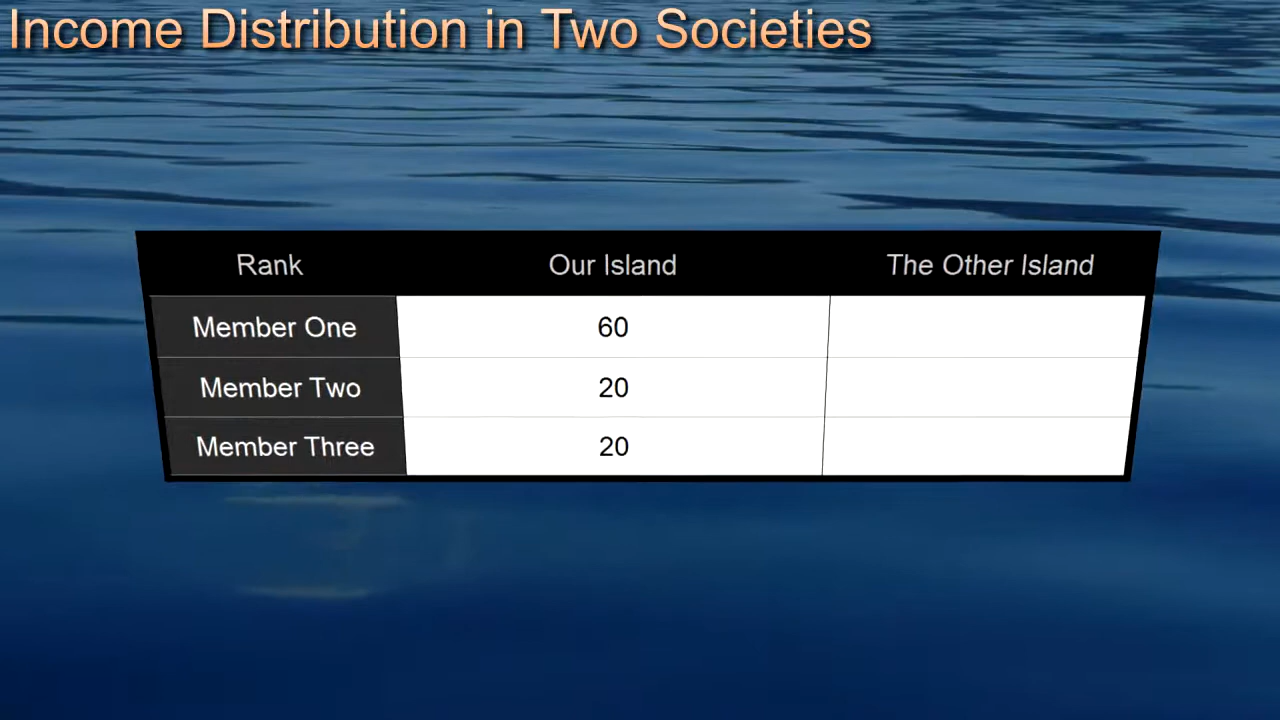 Income Distribution in Two Societies
Rank Our Island The Other Island
Member One 60
Member Two 20
Member Three 20